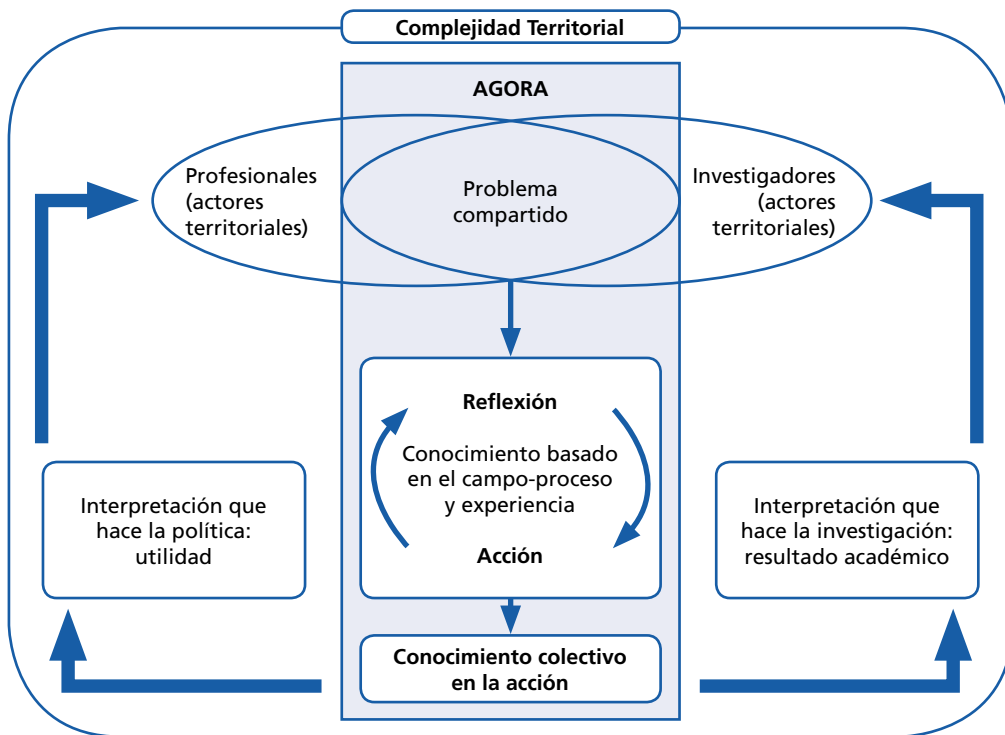 Complejidad Territorial
AGORA
Profesionales
(actores
territoriales)
Problema
compartido
Investigadores
(actores
territoriales)
Reflexión
Conocimiento basado
en el campo-proceso
y experiencia
Acción
Interpretación que
hace la política:
utilidad
Interpretación que
hace la investigación:
resultado académico
Conocimiento colectivo
en la acción